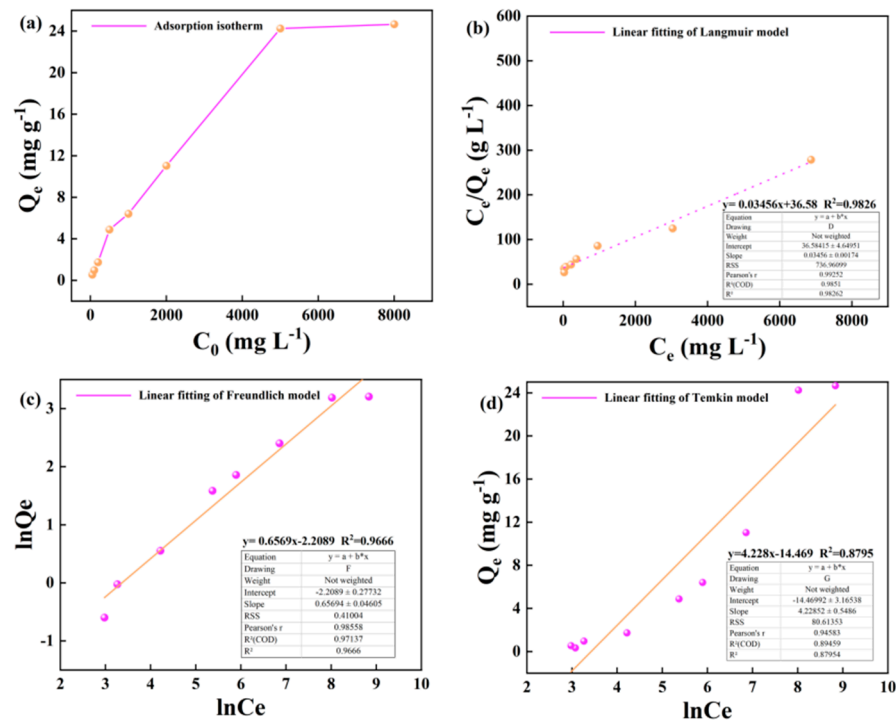 (a)
Adsorption isotherm
Qe (mg g-1)
24
20
16
12
8
4
0
0 2000 4000 6000 8000
C0 (mg L-1)
(b)
Linear fitting of Langmuir model
Ce/Qe (g L-1)
600
500
400
300
200
100
0
y= 0.03456x+36.58 R2=0.9826
Equation y = a + b*x
Drawing D
Weight Not weighted
Intercept 36.58415 ± 4.64951
Slope 0.03456 ± 0.00174
RSS 736.96099
Pearson's r 0.99252
R²(COD) 0.9851
R² 0.98262
0 2000 4000 6000 8000
Ce (mg L-1)
(c)
Linear fitting of Freundlich model
lnQe
3
2
1
0
-1
y= 0.6569x-2.2089 R2=0.9666
Equation y = a + b*x
Drawing F
Weight Not weighted
Intercept -2.2089 ± 0.27732
Slope 0.65694 ± 0.04605
RSS 0.41004
Pearson's r 0.98558
R²(COD) 0.97137
R² 0.9666
2 3 4 5 6 7 8 9 10
lnCe
(d)
Linear fitting of Temkin model
Qe (mg g-1)
24
20
16
12
8
4
0
y=4.228x-14.469 R2=0.8795
Equation y = a + b*x
Drawing G
Weight Not weighted
Intercept -14.46992 ± 3.16538
Slope 4.22852 ± 0.5486
RSS 80.61353
Pearson's r 0.94583
R²(COD) 0.89459
R² 0.87954
2 3 4 5 6 7 8 9 10
lnCe